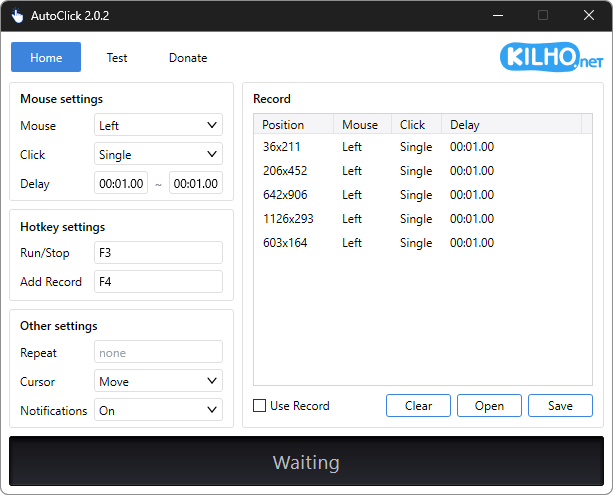 AutoClick 2.0.2
Home Test Donate
KILHO.net
Mouse settings
Mouse Left
Click Single
Delay 00:01.00 ~ 00:01.00
Hotkey settings
Run/Stop F3
Add Record F4
Other settings
Repeat none
Cursor Move
Notifications On
Record
Position Mouse Click Delay
36x211 Left Single 00:01.00
206x452 Left Single 00:01.00
642x906 Left Single 00:01.00
1126x293 Left Single 00:01.00
603x164 Left Single 00:01.00
Use Record Clear Open Save
Waiting